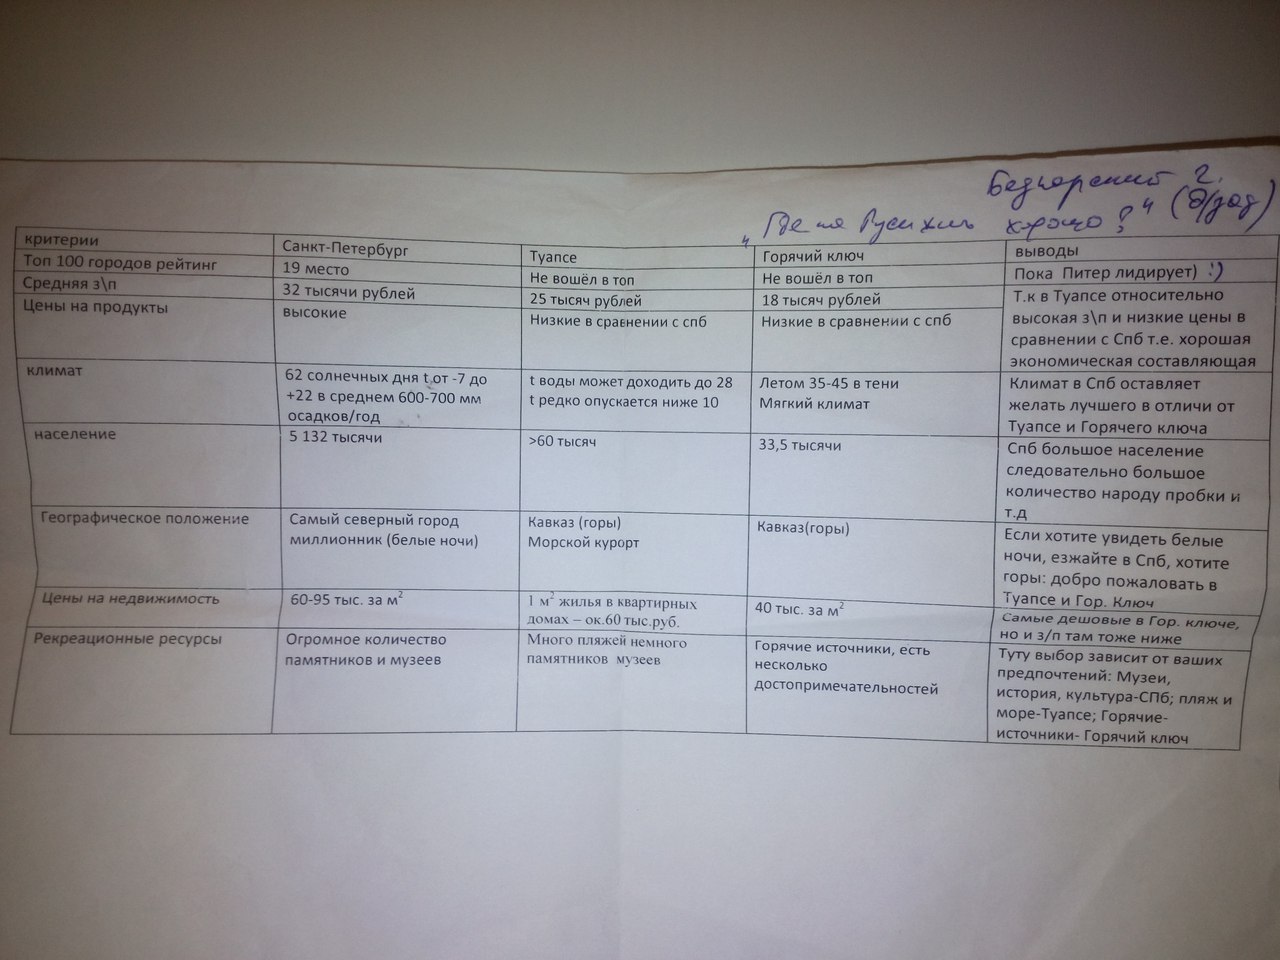 г.
"Где на Руси жить хорошо?" (д/зад)
критерии
Санкт-Петербург
Туапсе
Горячий ключ
выводы
Топ 100 городов рейтинг
19 место
Не вошёл в топ
Не вошёл в топ
Пока Питер лидирует) :)
Средняя з\п
32 тысячи рублей
25 тысяч рублей
18 тысяч рублей
Т.к в Туапсе относительно
высокая з\п и низкие цены в
сравнении с Спб т.е. хорошая
экономическая составляющая
Цены на продукты
высокие
Низкие в сравнении с спб
Низкие в сравнении с спб
климат
62 солнечных дня t от -7 до
+22 в среднем 600-700 мм
осадков/год
t воды может доходить до 28
t редко опускается ниже 10
Летом 35-45 в тени
Мягкий климат
Климат в Спб оставляет
желать лучшего в отличи от
Туапсе и Горячего ключа
население
5 132 тысячи
>60 тысяч
33,5 тысячи
Спб большое население
следовательно большое
количество народу пробки и
т.д
Географическое положение
Самый северный город
миллионник (белые ночи)
Кавказ (горы)
Морской курорт
Кавказ(горы)
Если хотите увидеть белые
ночи, езжайте в Спб, хотите
горы: добро пожаловать в
Туапсе и Гор. Ключ
Цены на недвижимость
60-95 тыс. за м²
1 м² жилья в квартирных
домах – ок.60 тыс.руб.
40 тыс. за м²
Самые дешовые в Гор. ключе,
но и з/п там тоже ниже
Рекреационные ресурсы
Огромное количество
памятников и музеев
Много пляжей немного
памятников музеев
Горячие источники, есть
несколько
достопримечательностей
Туту выбор зависит от ваших
предпочтений: Музеи,
история, культура-СПб; пляж и
море-Туапсе; Горячие-
источники- Горячий ключ